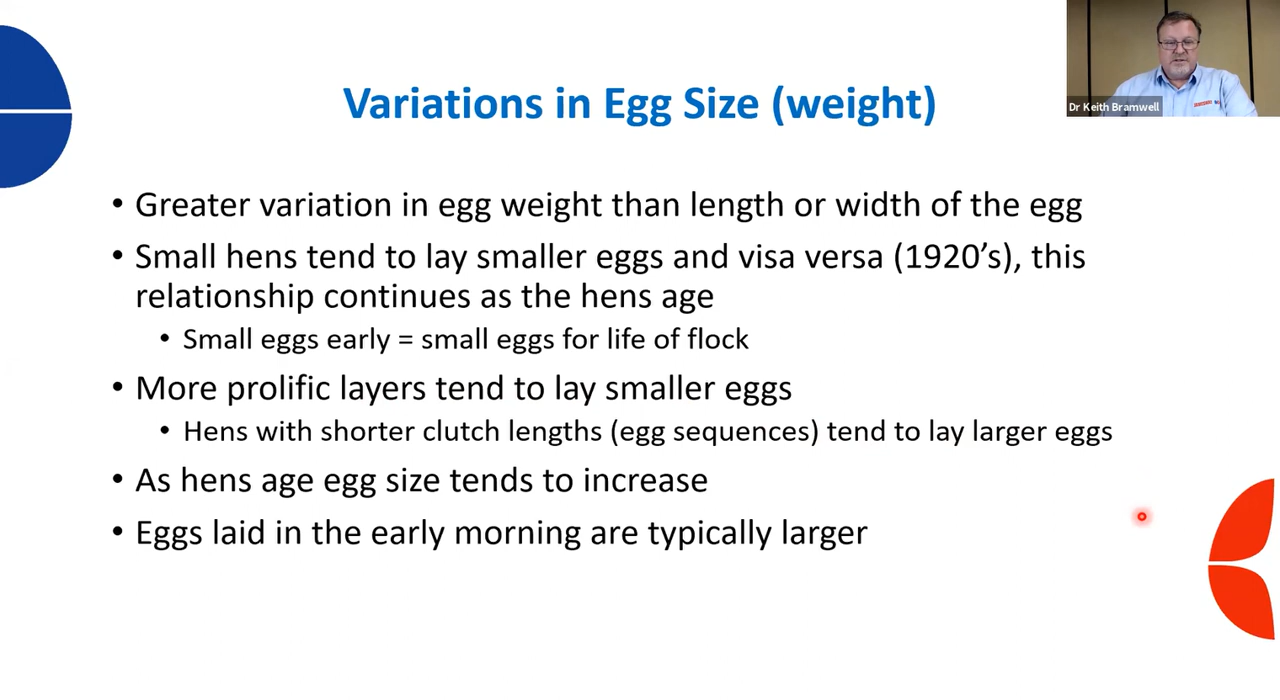 Variations in Egg Size (weight)
Dr Keith Bramwell
• Greater variation in egg weight than length or width of the egg
• Small hens tend to lay smaller eggs and visa versa (1920's), this
relationship continues as the hens age
• Small eggs early = small eggs for life of flock
• More prolific layers tend to lay smaller eggs
• Hens with shorter clutch lengths (egg sequences) tend to lay larger eggs
• As hens age egg size tends to increase
• Eggs laid in the early morning are typically larger